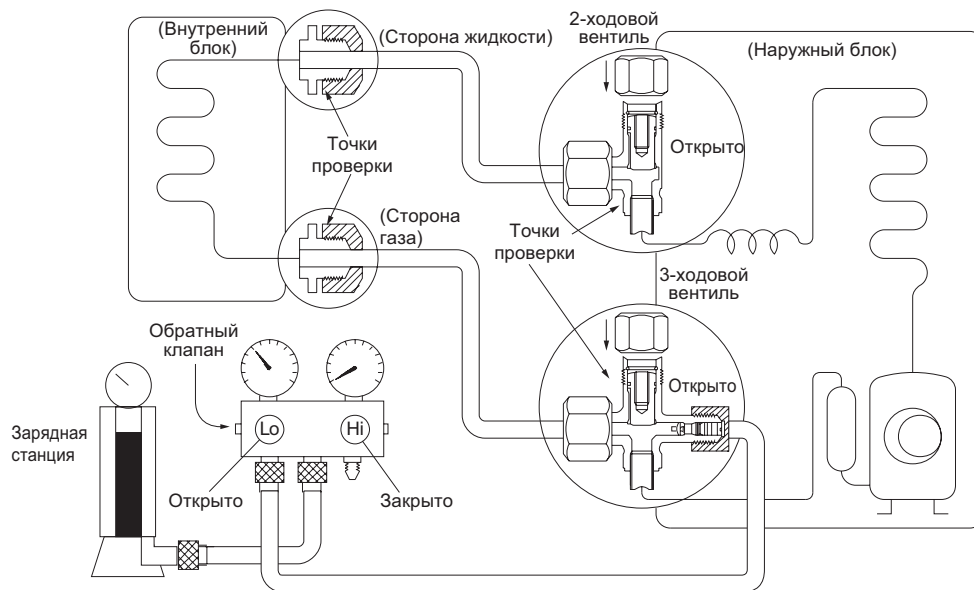 (Внутренний
блок)
(Сторона жидкости)
2-ходовой
вентиль
(Наружный блок)
Открыто
Точки
проверки
(Сторона
газа)
Точки
проверки
3-ходовой
вентиль
Обратный
клапан
Открыто
Lo
Hi
Зарядная
станция
Открыто
Закрыто